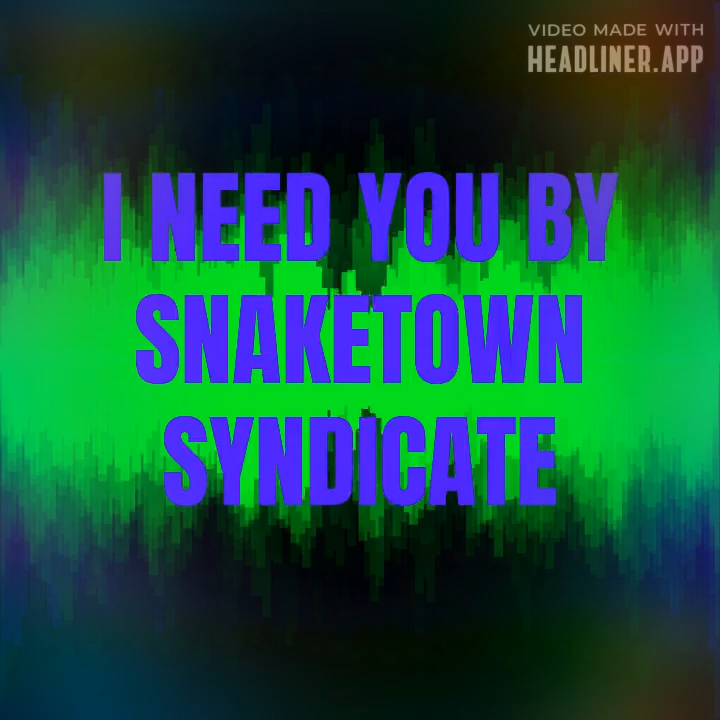 VIDEO MADE WITH
HEADLINER.APP
I NEED YOU BY
SNAKETOWN
SYNDICATE